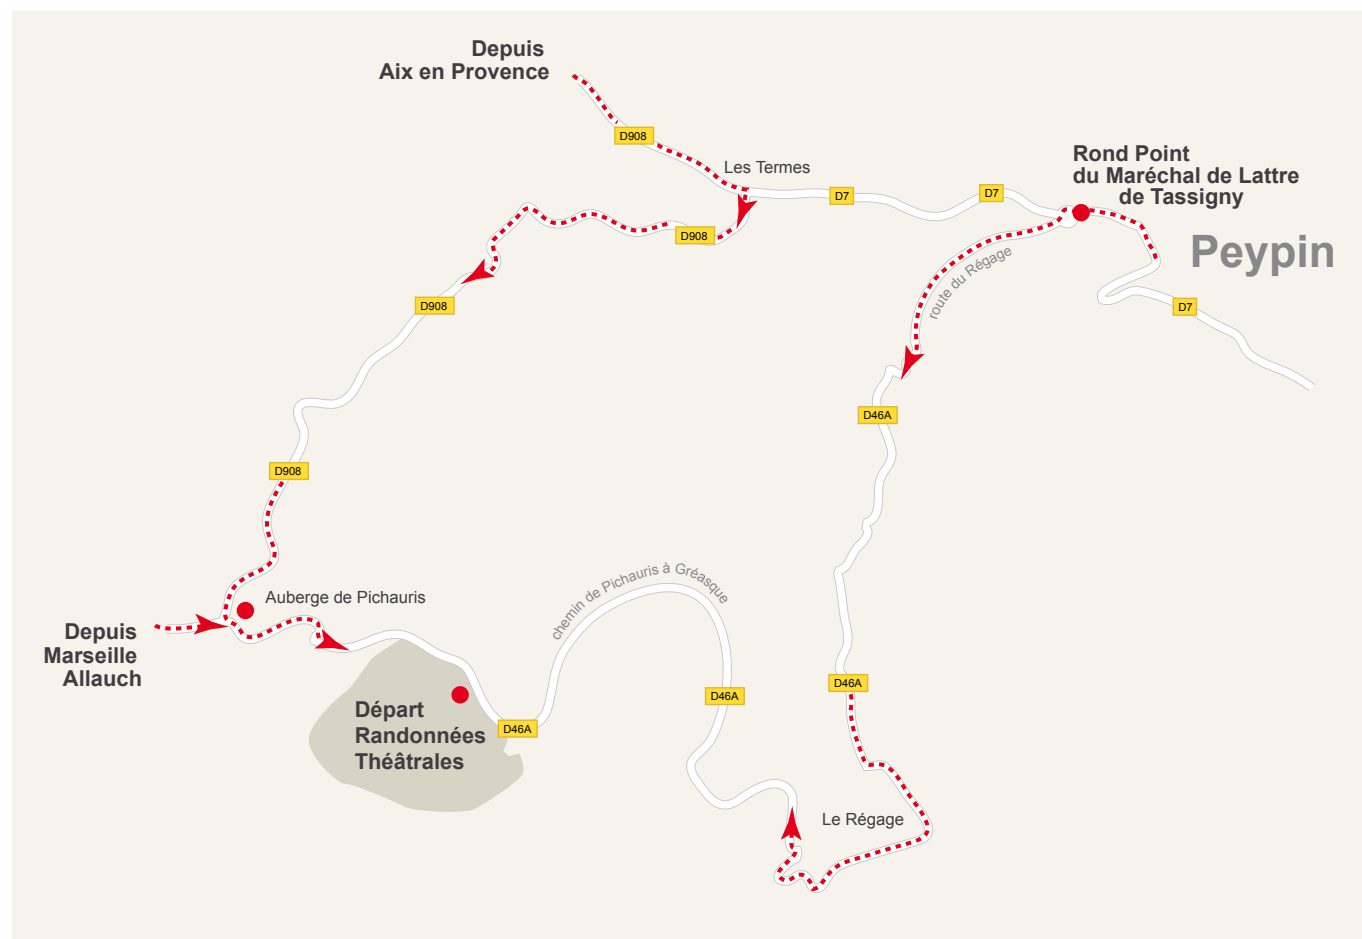 Depuis
Aix en Provence
D908
Les Termes
D7
D7
Rond Point
du Maréchal de Lattre
de Tassigny
Peypin
D908
route du Régage
D908
D7
D46A
D908
Auberge de Pichauris
chemin de Pichauris à Gréasque
Depuis
Marseille
Allauch
Départ
Randonnées
Théâtrales
D46A
D46A
D46A
Le Régage